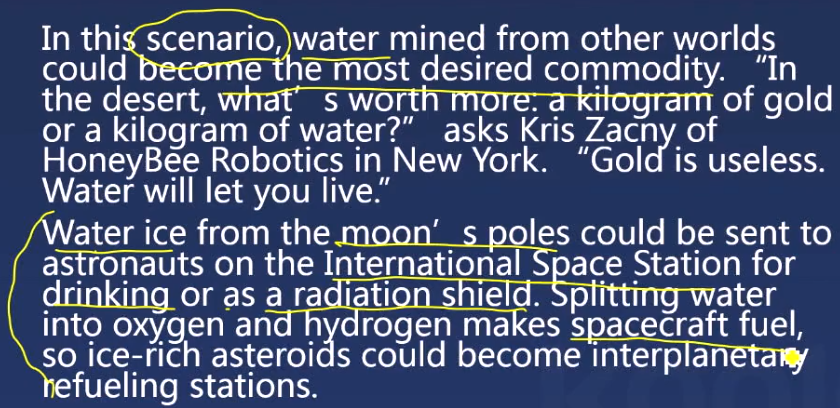 In this scenario, water mined from other worlds
could become the most desired commodity. “In
the desert, what’s worth more: a kilogram of gold
or a kilogram of water?” asks Kris Zacny of
HoneyBee Robotics in New York. “Gold is useless.
Water will let you live.”
Water ice from the moon’s poles could be sent to
astronauts on the International Space Station for
drinking or as a radiation shield. Splitting water
into oxygen and hydrogen makes spacecraft fuel,
so ice-rich asteroids could become interplanetary
refueling stations.